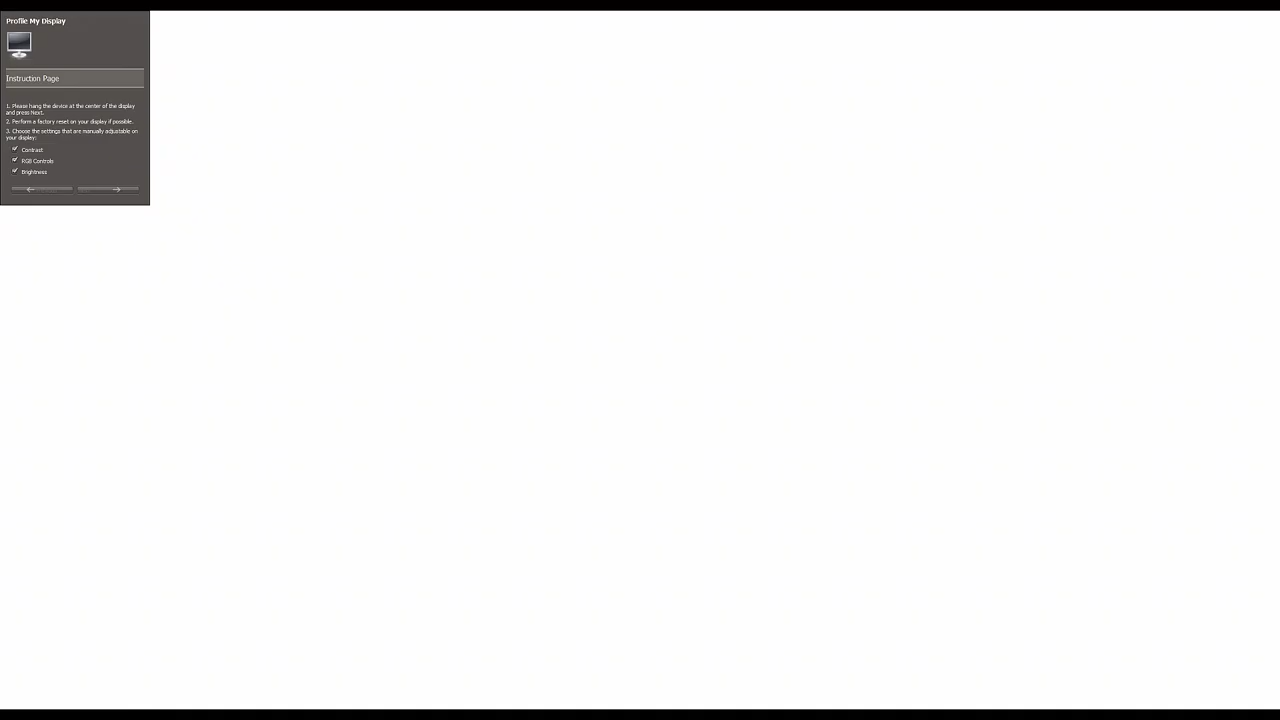 Profile My Display
Instruction Page
1. Please hang the device at the center of the display
and press Next.
2. Perform a factory reset on your display if possible.
3. Choose the settings that are manually adjustable on
your display:
Contrast
RGB Controls
Brightness